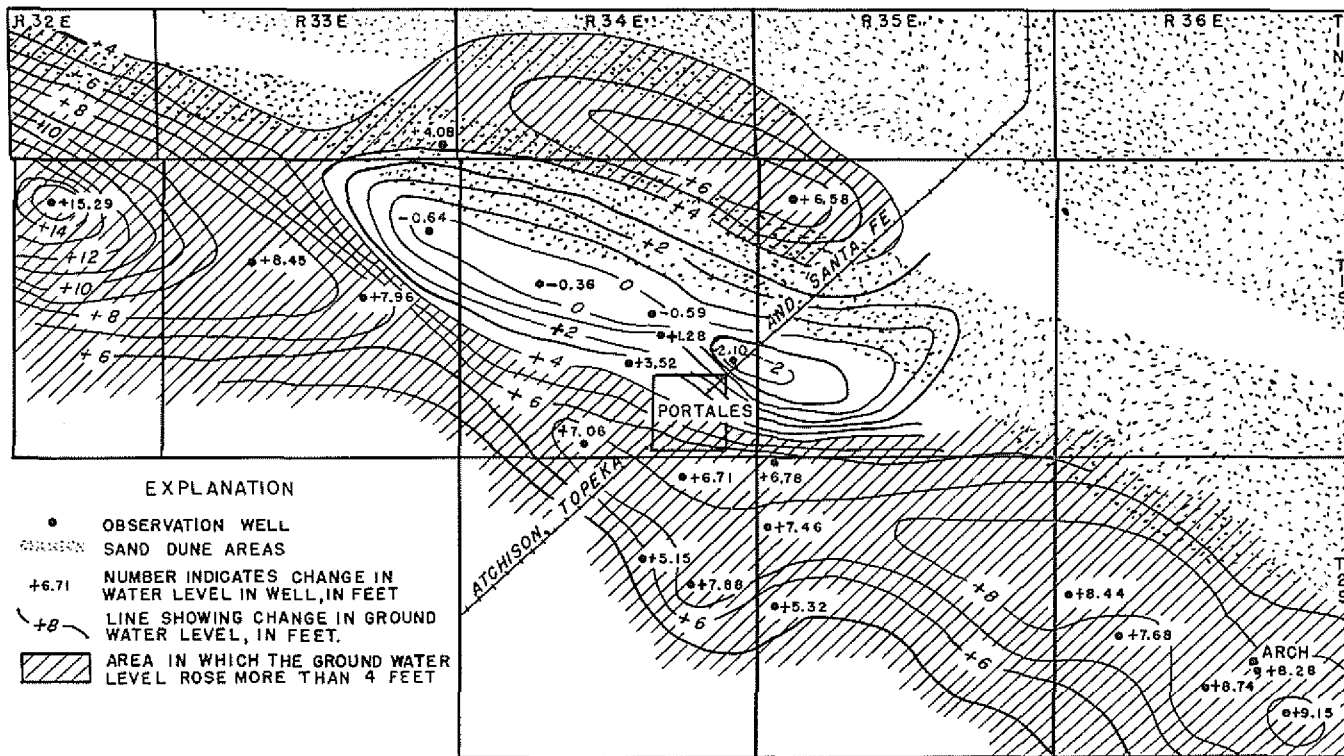 R 32 E
R 33 E
R 34 E
R 35 E
R 36 E
T
1
N
+4
+6
+8
+10
+4.08
+15.29
+14
+12
+10
+8
+6
+8.45
+7.96
-0.64
-0.36
0
0
-0.59
+1.28
+2
+2
+4
+6
+3.52
+6
+4
+6.58
AND SANTA FE
-2.10
-2
PORTALES
+7.06
+6.71
+6.78
+7.46
ATCHISON, TOPEKA
+5.15
+7.88
+6
+5.32
+8
+6
+8.44
+7.68
ARCH
+8.28
+8.74
+9.15
T
T
2
S
EXPLANATION
OBSERVATION WELL
SAND DUNE AREAS
+6.71
NUMBER INDICATES CHANGE IN
WATER LEVEL IN WELL, IN FEET
+8
LINE SHOWING CHANGE IN GROUND
WATER LEVEL, IN FEET.
AREA IN WHICH THE GROUND WATER
LEVEL ROSE MORE THAN 4 FEET